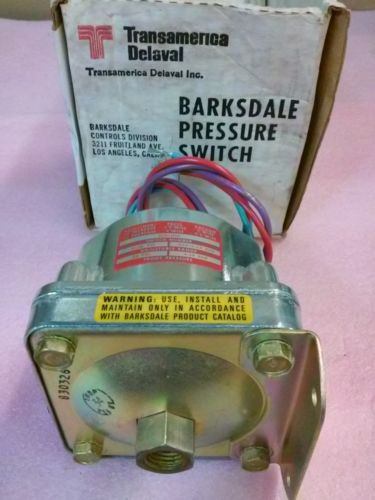 Transamerica
Delaval
Transamerica Delaval Inc.
BARKSDALE
CONTROLS DIVISION
3211 FRUITLAND AVE.
LOS ANGELES,
BARKSDALE
PRESSURE
SWITCH
WARNING: USE, INSTALL AND
MAINTAIN ONLY IN ACCORDANCE
WITH BARKSDALE PRODUCT CATALOG
830326